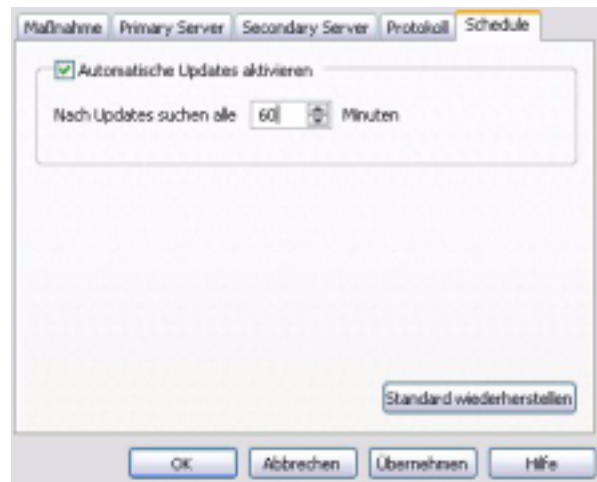 Maßnahme Primary Server Secondary Server Protokoll Schedule
Automatische Updates aktivieren
Nach Updates suchen alle 60 Minuten
Standard wiederherstellen
OK Abbrechen Übernehmen Hilfe